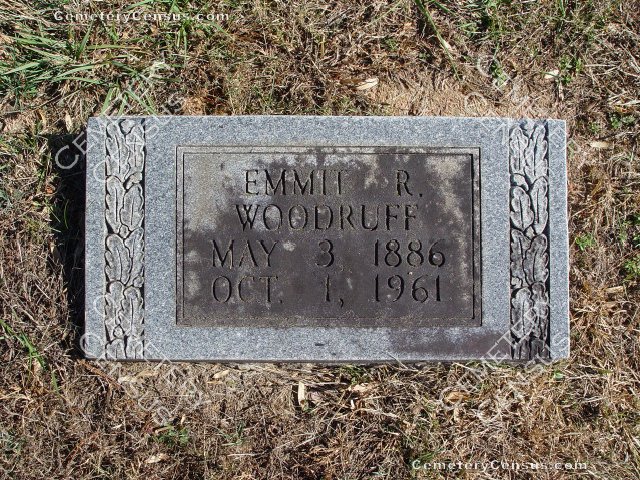 CemeteryCensus.com
EMMIT R.
WOODRUFF
MAY 3, 1886
OCT. 1, 1961
CemeteryCensus.com